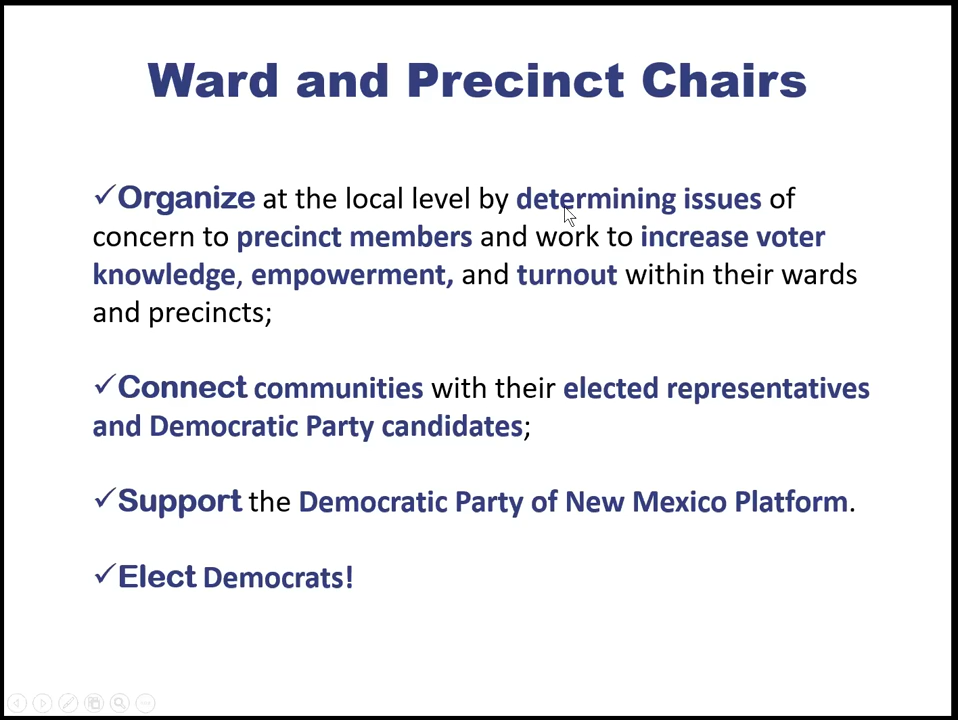 Ward and Precinct Chairs
✓Organize at the local level by determining issues of
concern to precinct members and work to increase voter
knowledge, empowerment, and turnout within their wards
and precincts;
✓Connect communities with their elected representatives
and Democratic Party candidates;
✓Support the Democratic Party of New Mexico Platform.
✓Elect Democrats!